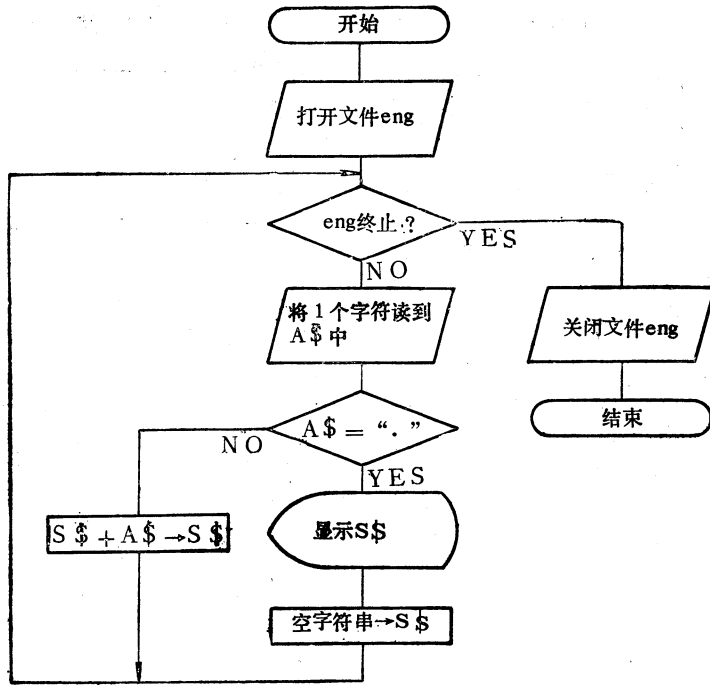 开始
打开文件eng
eng终止?
YES
NO
将1个字符读到
A$中
关闭文件eng
结束
A$=“.”
NO
YES
S$+A$→S$
显示S$
空字符串→S$